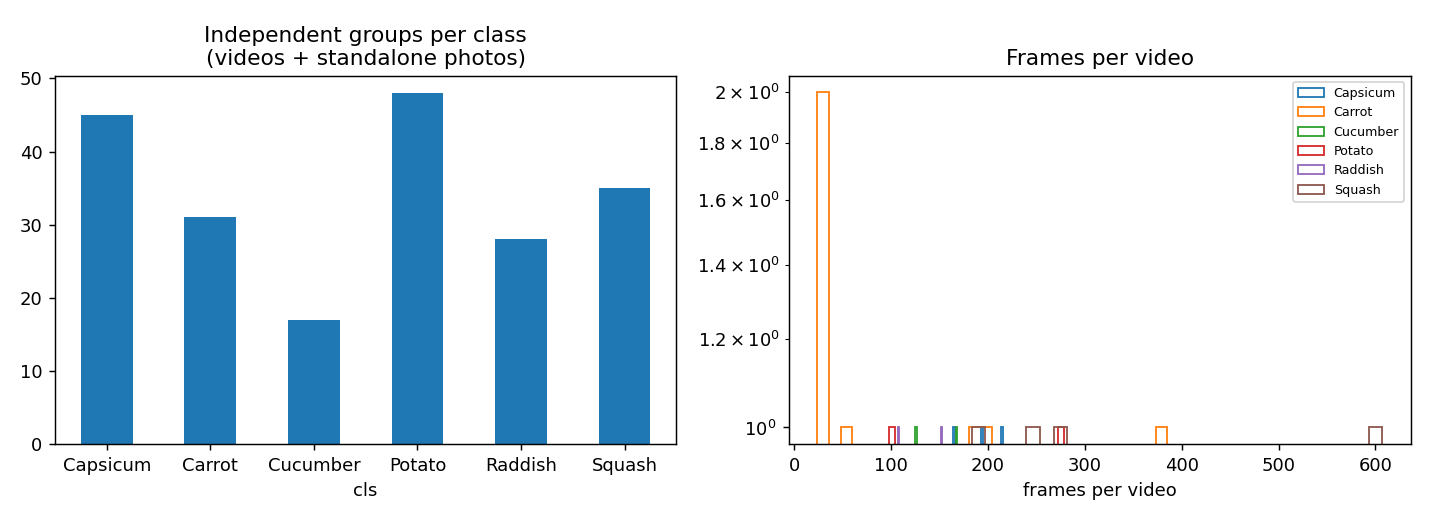 Independent groups per class
(videos + standalone photos)
50
40
30
20
10
0
Capsicum Carrot Cucumber Potato Raddish Squash
cls
Frames per video
2 × 10⁰
1.8 × 10⁰
1.6 × 10⁰
1.4 × 10⁰
1.2 × 10⁰
10⁰
Capsicum
Carrot
Cucumber
Potato
Raddish
Squash
0 100 200 300 400 500 600
frames per video